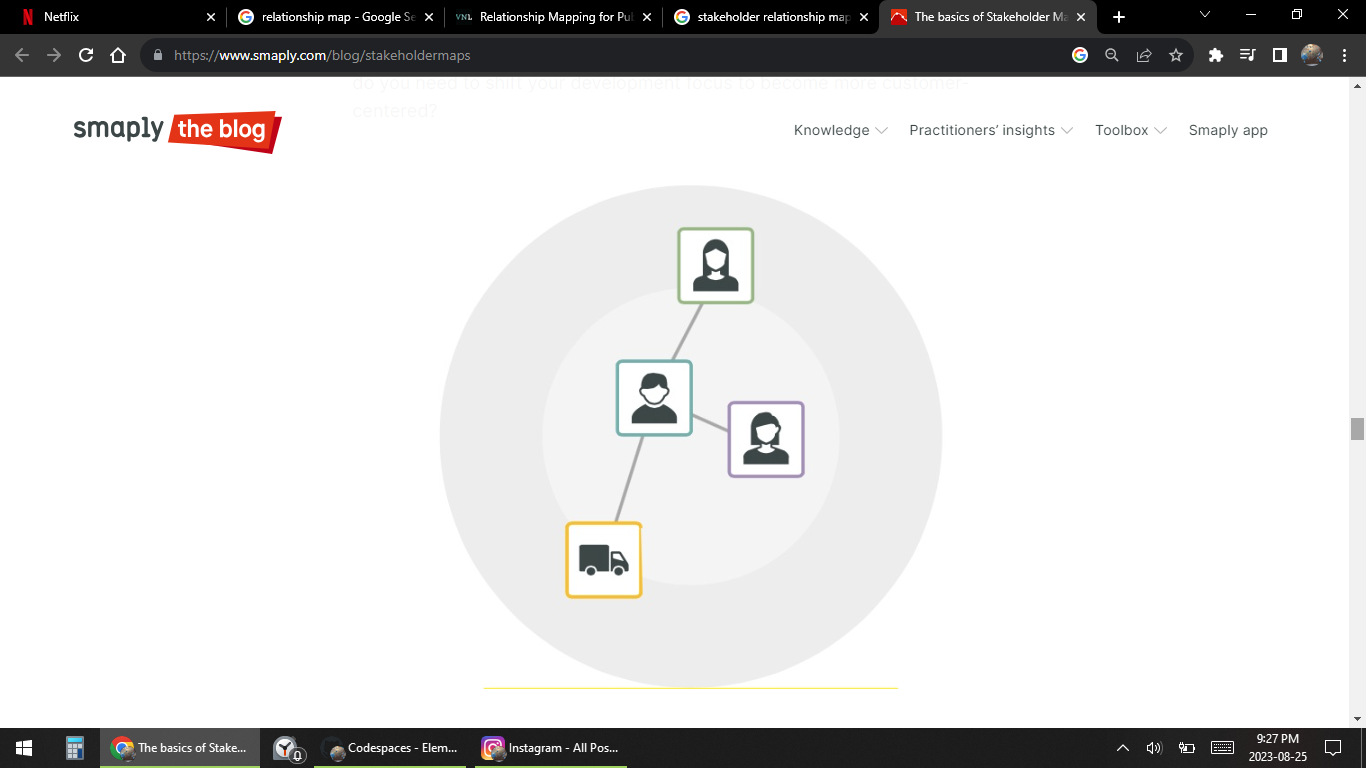 Netflix
relationship map - Google Se
VNL
Relationship Mapping for Pu
stakeholder relationship map
The basics of Stakeholder Ma
https://www.smaply.com/blog/stakeholdermaps
do you need to shift your development focus to become more customer-
centered?
smaply the blog
Knowledge
Practitioners' insights
Toolbox
Smaply app
The basics of Stake...
0
Codespaces - Elem...
Instagram - All Pos...
9:27 PM
2023-08-25